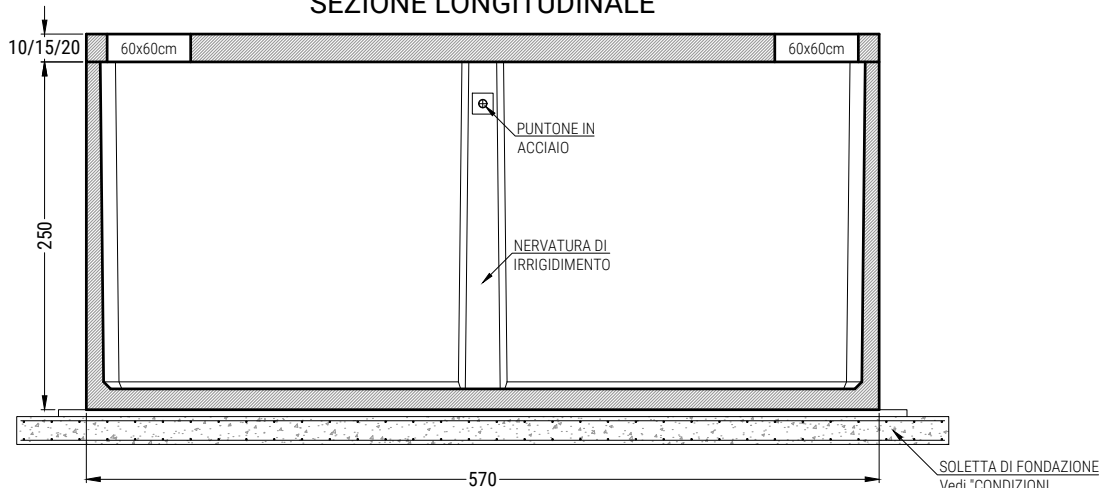 SEZIONE LONGITUDINALE
10/15/20
60x60cm
60x60cm
PUNTONE IN
ACCIAIO
250
NERVATURA DI
IRRIGIDIMENTO
570
SOLETTA DI FONDAZIONE
Vedi "CONDIZIONI